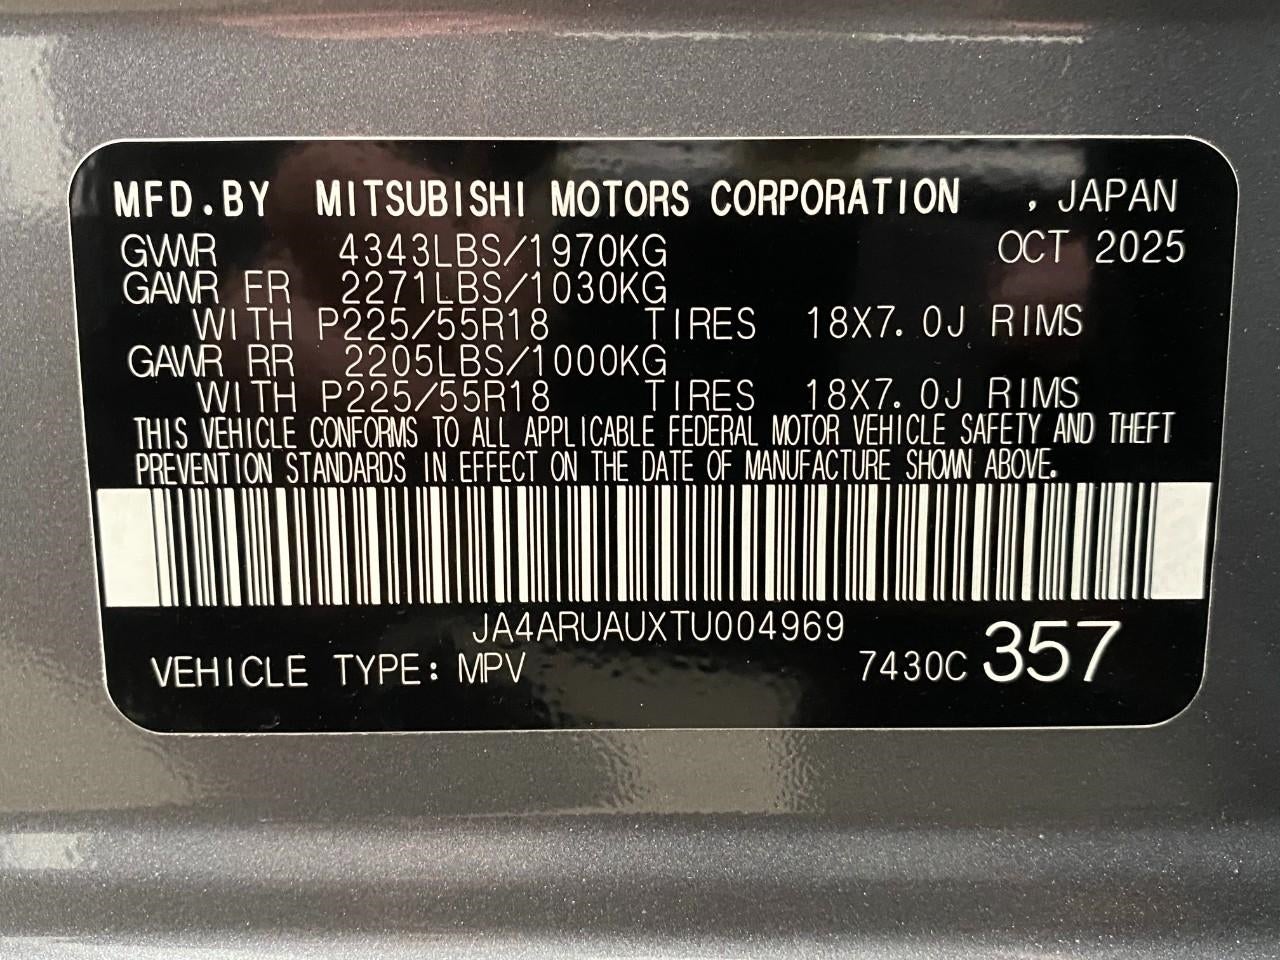 MFD.BY MITSUBISHI MOTORS CORPORATION , JAPAN
GVWR 4343LBS/1970KG OCT 2025
GAWR FR 2271LBS/1030KG
WITH P225/55R18 TIRES 18X7.0J RIMS
GAWR RR 2205LBS/1000KG
WITH P225/55R18 TIRES 18X7.0J RIMS
THIS VEHICLE CONFORMS TO ALL APPLICABLE FEDERAL MOTOR VEHICLE SAFETY AND THEFT
PREVENTION STANDARDS IN EFFECT ON THE DATE OF MANUFACTURE SHOWN ABOVE.
JA4ARUAUXTU004969
VEHICLE TYPE: MPV 7430C 357